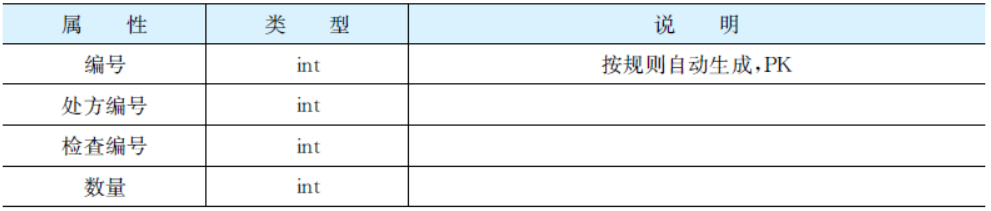 属 性 类 型 说 明
编号 int 按规则自动生成,PK
处方编号 int
检查编号 int
数量 int